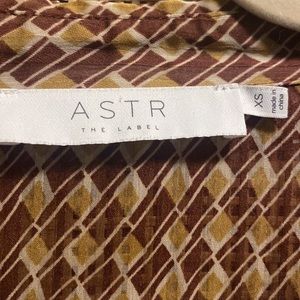 ASTR
THE LABEL
XS
made in
china